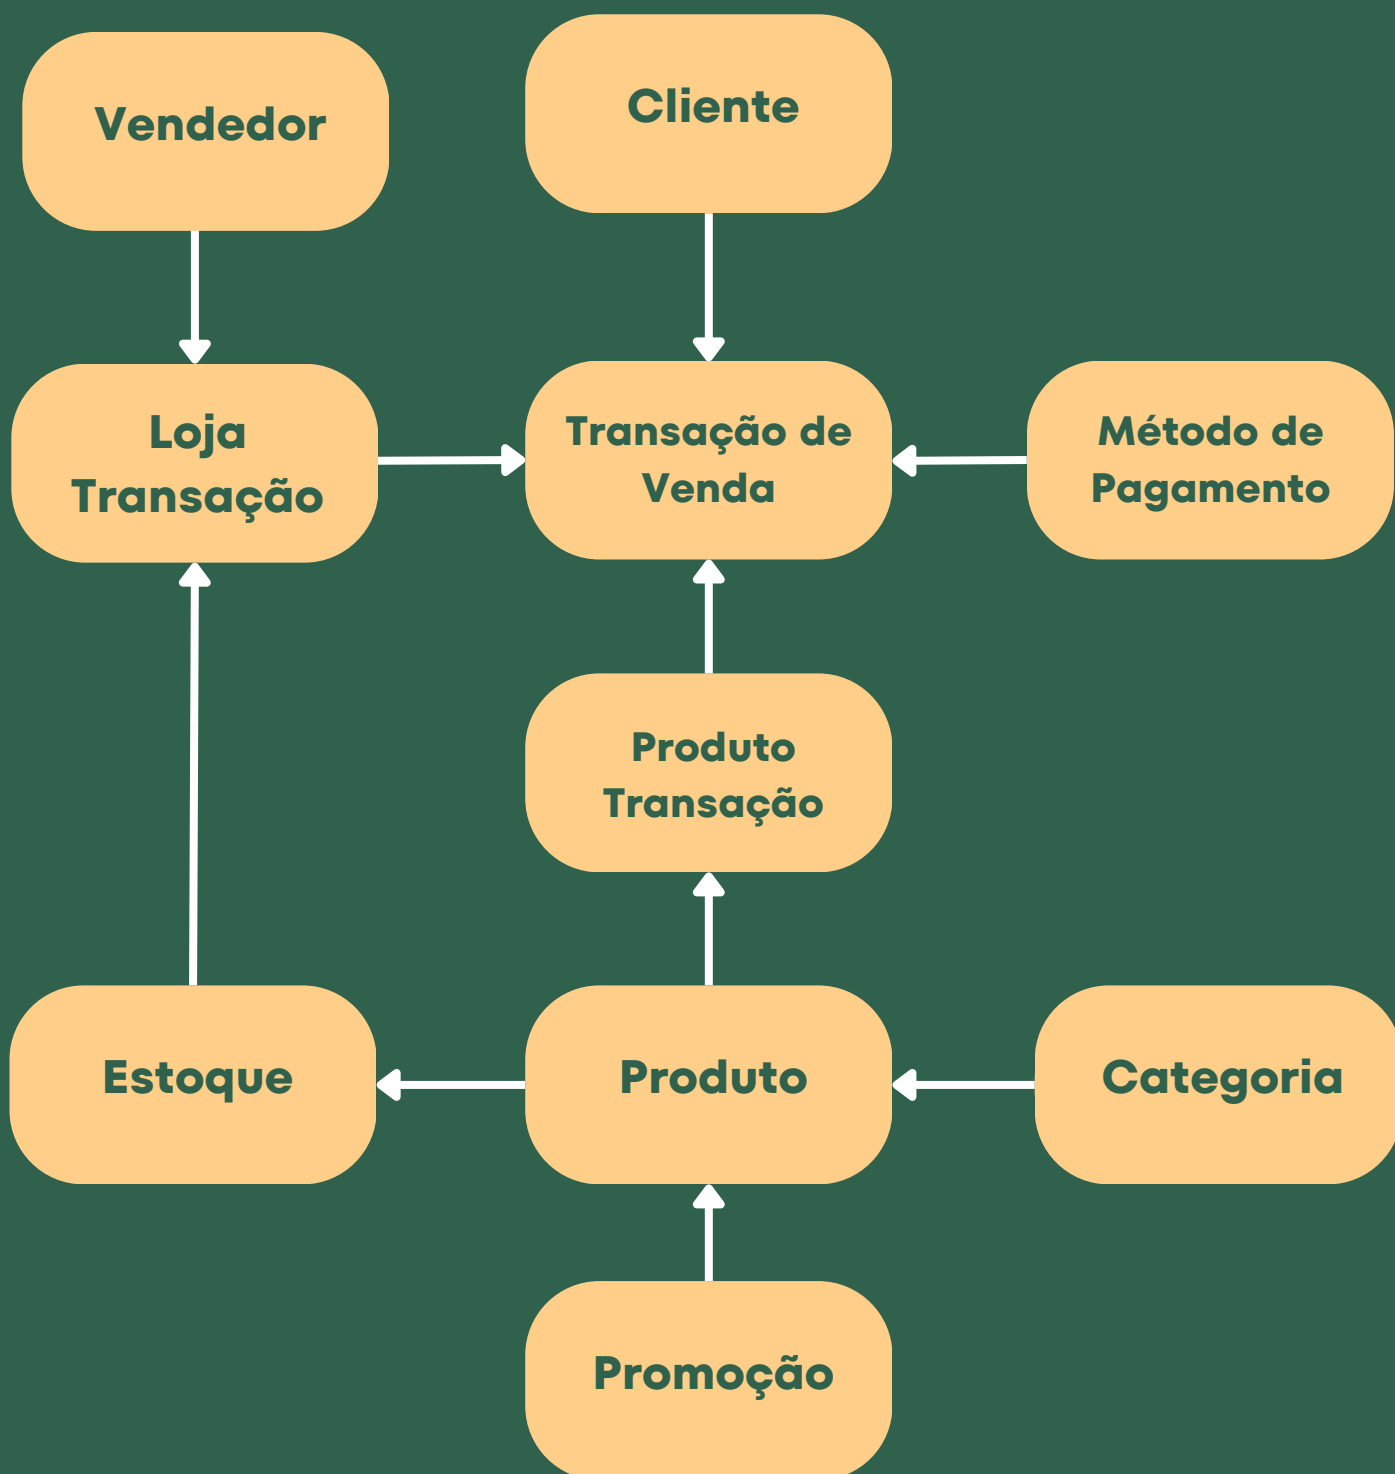 Vendedor
Cliente
Loja
Transação
Transação de
Venda
Método de
Pagamento
Produto
Transação
Estoque
Produto
Categoria
Promoção